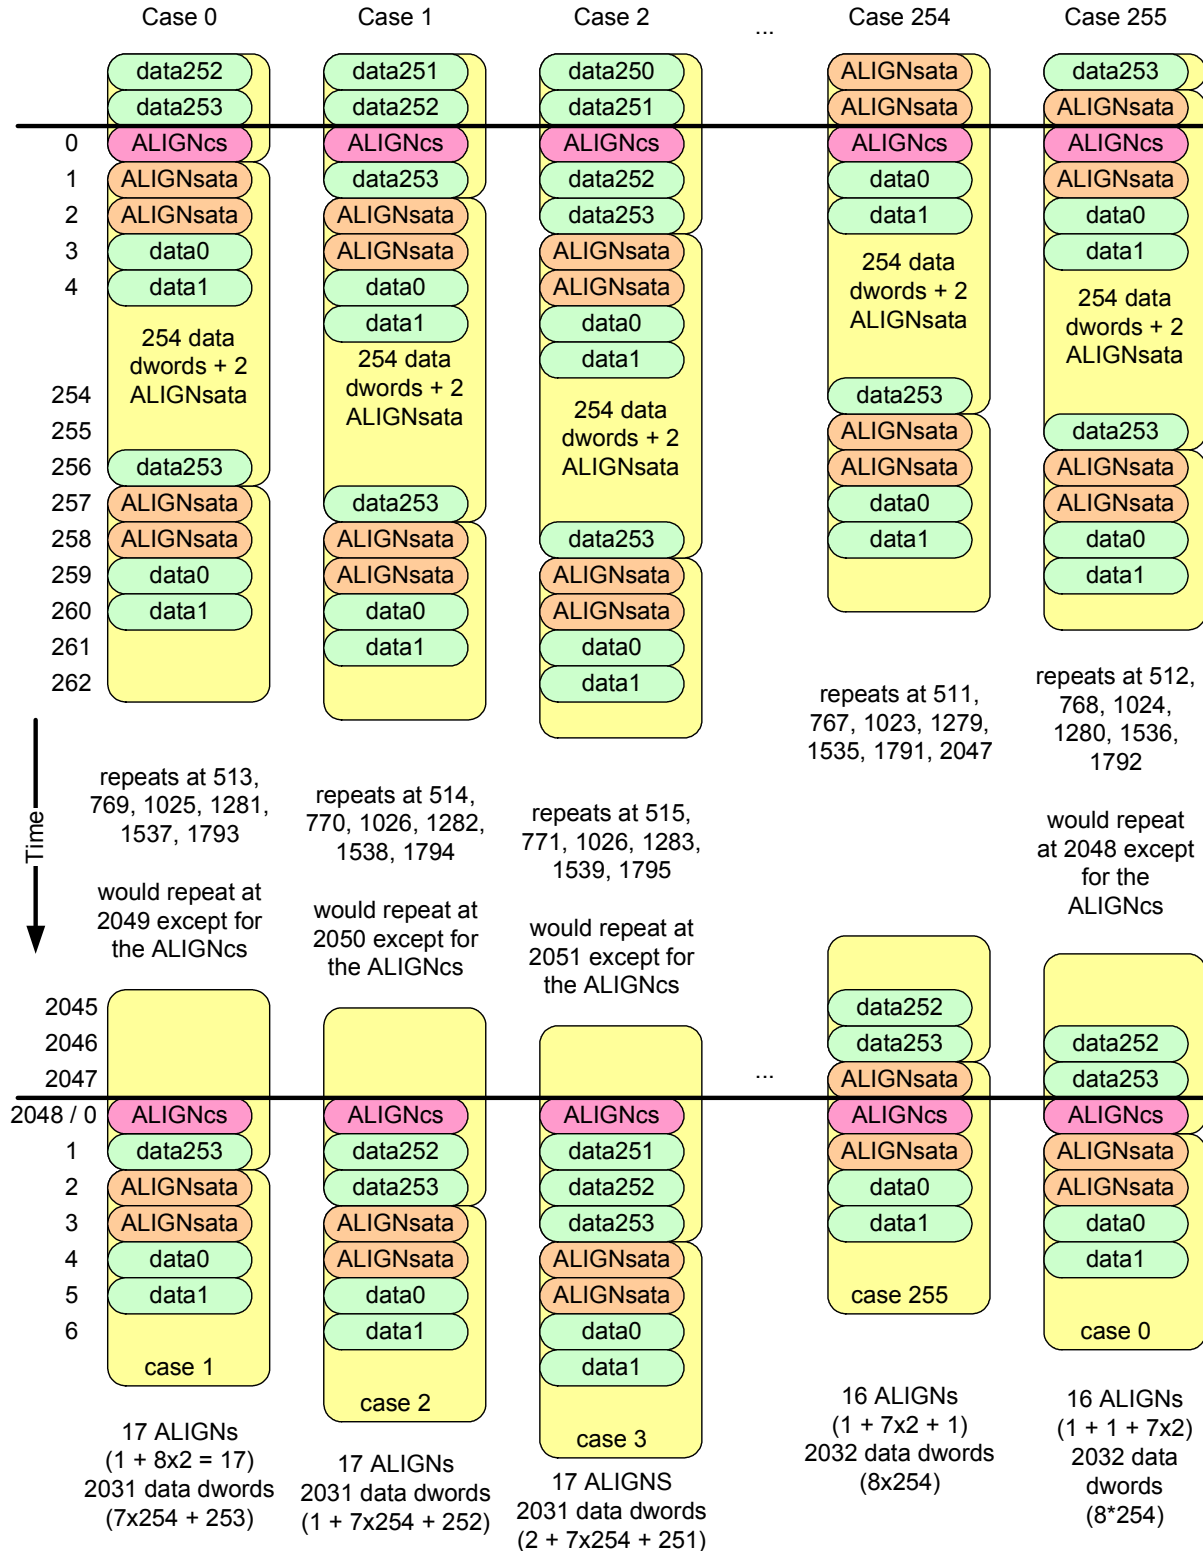 Case 0
Case 1
Case 2
...
Case 254
Case 255
data252
data251
data250
ALIGNsata
data253
data253
data252
data251
ALIGNsata
ALIGNsata
0
ALIGNcs
ALIGNcs
ALIGNcs
ALIGNcs
ALIGNcs
1
ALIGNsata
data253
data252
data0
ALIGNsata
2
ALIGNsata
ALIGNsata
data253
data1
data0
3
data0
ALIGNsata
ALIGNsata
data1
4
data1
data0
ALIGNsata
data1
data0
data1
254 data
dwords + 2
ALIGNsata
254 data
dwords + 2
ALIGNsata
254 data
dwords + 2
ALIGNsata
254 data
dwords + 2
ALIGNsata
254 data
dwords + 2
ALIGNsata
254
data253
255
ALIGNsata
data253
256
data253
ALIGNsata
ALIGNsata
257
ALIGNsata
data253
data0
ALIGNsata
258
ALIGNsata
ALIGNsata
data253
data1
data0
259
data0
ALIGNsata
ALIGNsata
data1
260
data1
data0
ALIGNsata
261
data1
data0
262
data1
Time
repeats at 513,
769, 1025, 1281,
1537, 1793
would repeat at
2049 except for
the ALIGNcs
repeats at 514,
770, 1026, 1282,
1538, 1794
would repeat at
2050 except for
the ALIGNcs
repeats at 515,
771, 1026, 1283,
1539, 1795
would repeat at
2051 except for
the ALIGNcs
repeats at 511,
767, 1023, 1279,
1535, 1791, 2047
repeats at 512,
768, 1024,
1280, 1536,
1792
would repeat
at 2048 except
for the
ALIGNcs
2045
data252
2046
data253
data252
2047
...
ALIGNsata
data253
2048 / 0
ALIGNcs
ALIGNcs
ALIGNcs
ALIGNcs
ALIGNcs
1
data253
data252
data251
ALIGNsata
ALIGNsata
2
ALIGNsata
data253
data252
data0
ALIGNsata
3
ALIGNsata
ALIGNsata
data253
data1
data0
4
data0
ALIGNsata
ALIGNsata
data1
5
data1
data0
ALIGNsata
case 255
6
data1
data0
case 0
case 1
data1
case 2
case 3
17 ALIGNs
(1 + 8x2 = 17)
2031 data dwords
(7x254 + 253)
17 ALIGNs
2031 data dwords
(1 + 7x254 + 252)
17 ALIGNS
2031 data dwords
(2 + 7x254 + 251)
16 ALIGNs
(1 + 7x2 + 1)
2032 data dwords
(8x254)
16 ALIGNs
(1 + 1 + 7x2)
2032 data
dwords
(8*254)